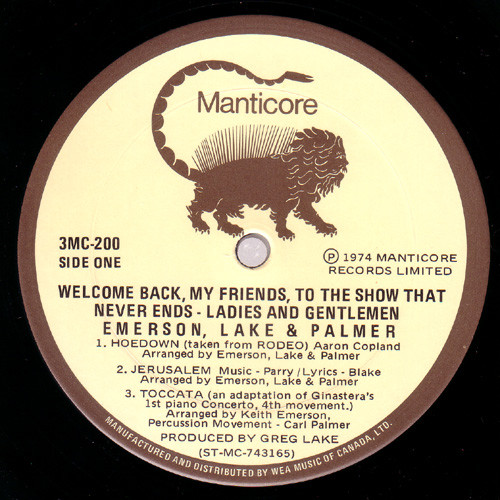 Manticore
3MC-200
SIDE ONE
Ⓟ 1974 MANTICORE
RECORDS LIMITED
WELCOME BACK, MY FRIENDS, TO THE SHOW THAT
NEVER ENDS - LADIES AND GENTLEMEN
EMERSON, LAKE & PALMER
1. HOEDOWN (taken from RODEO) Aaron Copland
Arranged by Emerson, Lake & Palmer
2. JERUSALEM Music - Parry/Lyrics - Blake
Arranged by Emerson, Lake & Palmer
3. TOCCATA (an adaptation of Ginastera's
1st piano Concerto, 4th movement.)
Arranged by Keith Emerson,
Percussion Movement - Carl Palmer
PRODUCED BY GREG LAKE
(ST-MC-743165)
MANUFACTURED AND DISTRIBUTED BY WEA MUSIC OF CANADA, LTD.